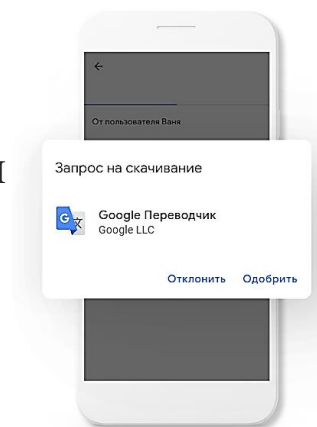 От пользователя Ваня
Запрос на скачивание
Google Переводчик
Google LLC
Отклонить Одобрить